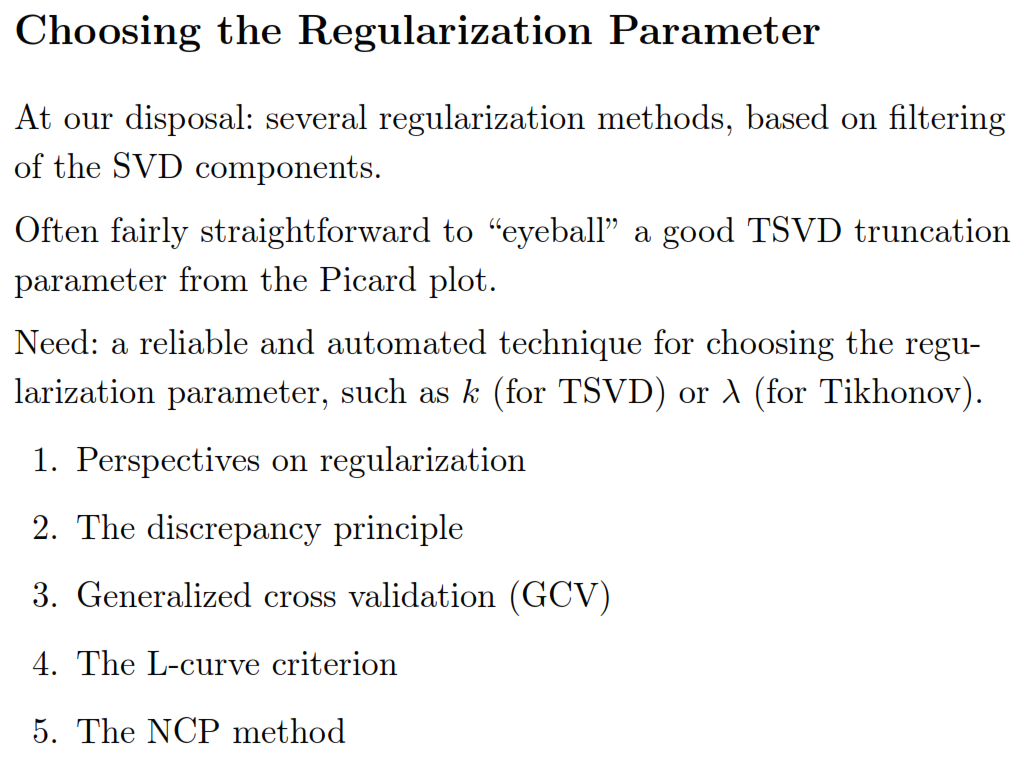 Choosing the Regularization Parameter
At our disposal: several regularization methods, based on filtering
of the SVD components.
Often fairly straightforward to “eyeball” a good TSVD truncation
parameter from the Picard plot.
Need: a reliable and automated technique for choosing the regu-
larization parameter, such as k (for TSVD) or λ (for Tikhonov).
1. Perspectives on regularization
2. The discrepancy principle
3. Generalized cross validation (GCV)
4. The L-curve criterion
5. The NCP method